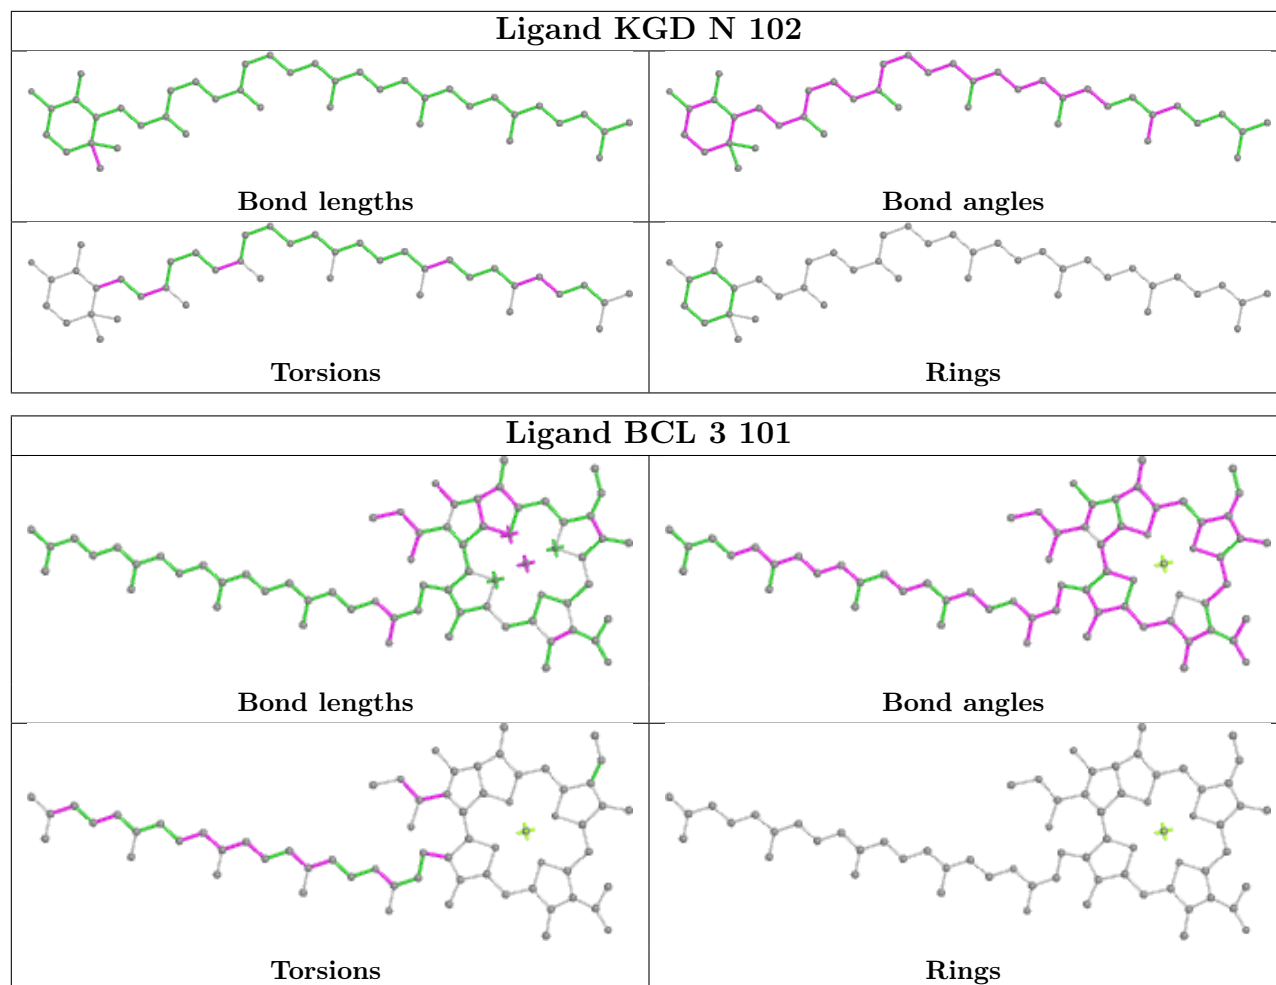 Ligand KGD N 102
Bond lengths
Bond angles
Torsions
Rings
Ligand BCL 3 101
Bond lengths
Bond angles
Torsions
Rings